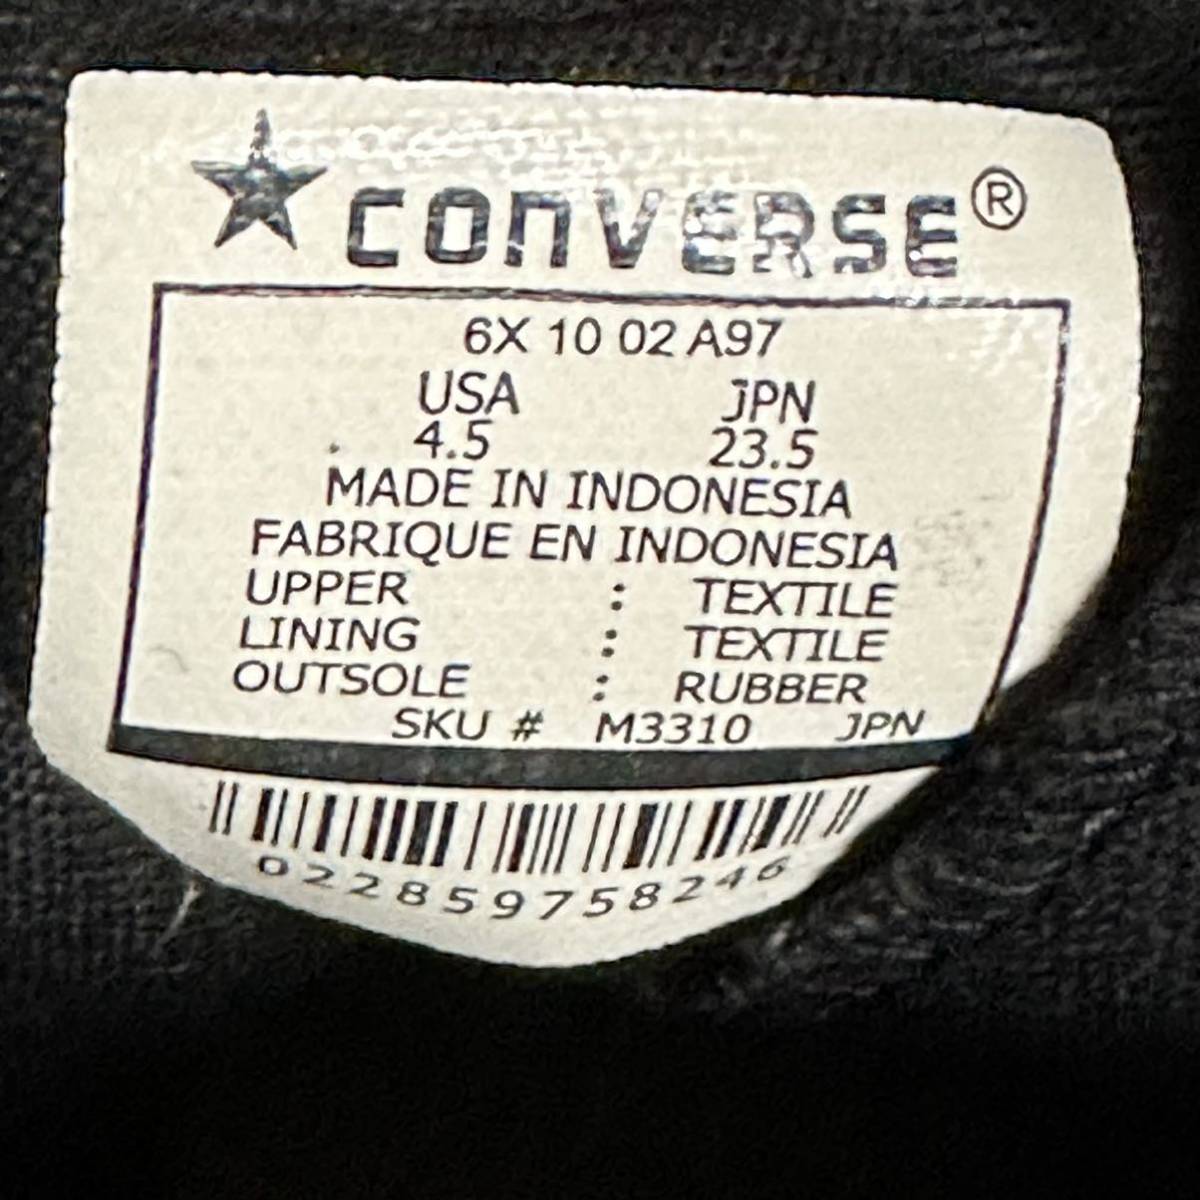 CONVERSE®
6X 10 02 A97
USA JPN
4.5 23.5
MADE IN INDONESIA
FABRIQUE EN INDONESIA
UPPER : TEXTILE
LINING : TEXTILE
OUTSOLE : RUBBER
SKU # M3310 JPN
022859758246